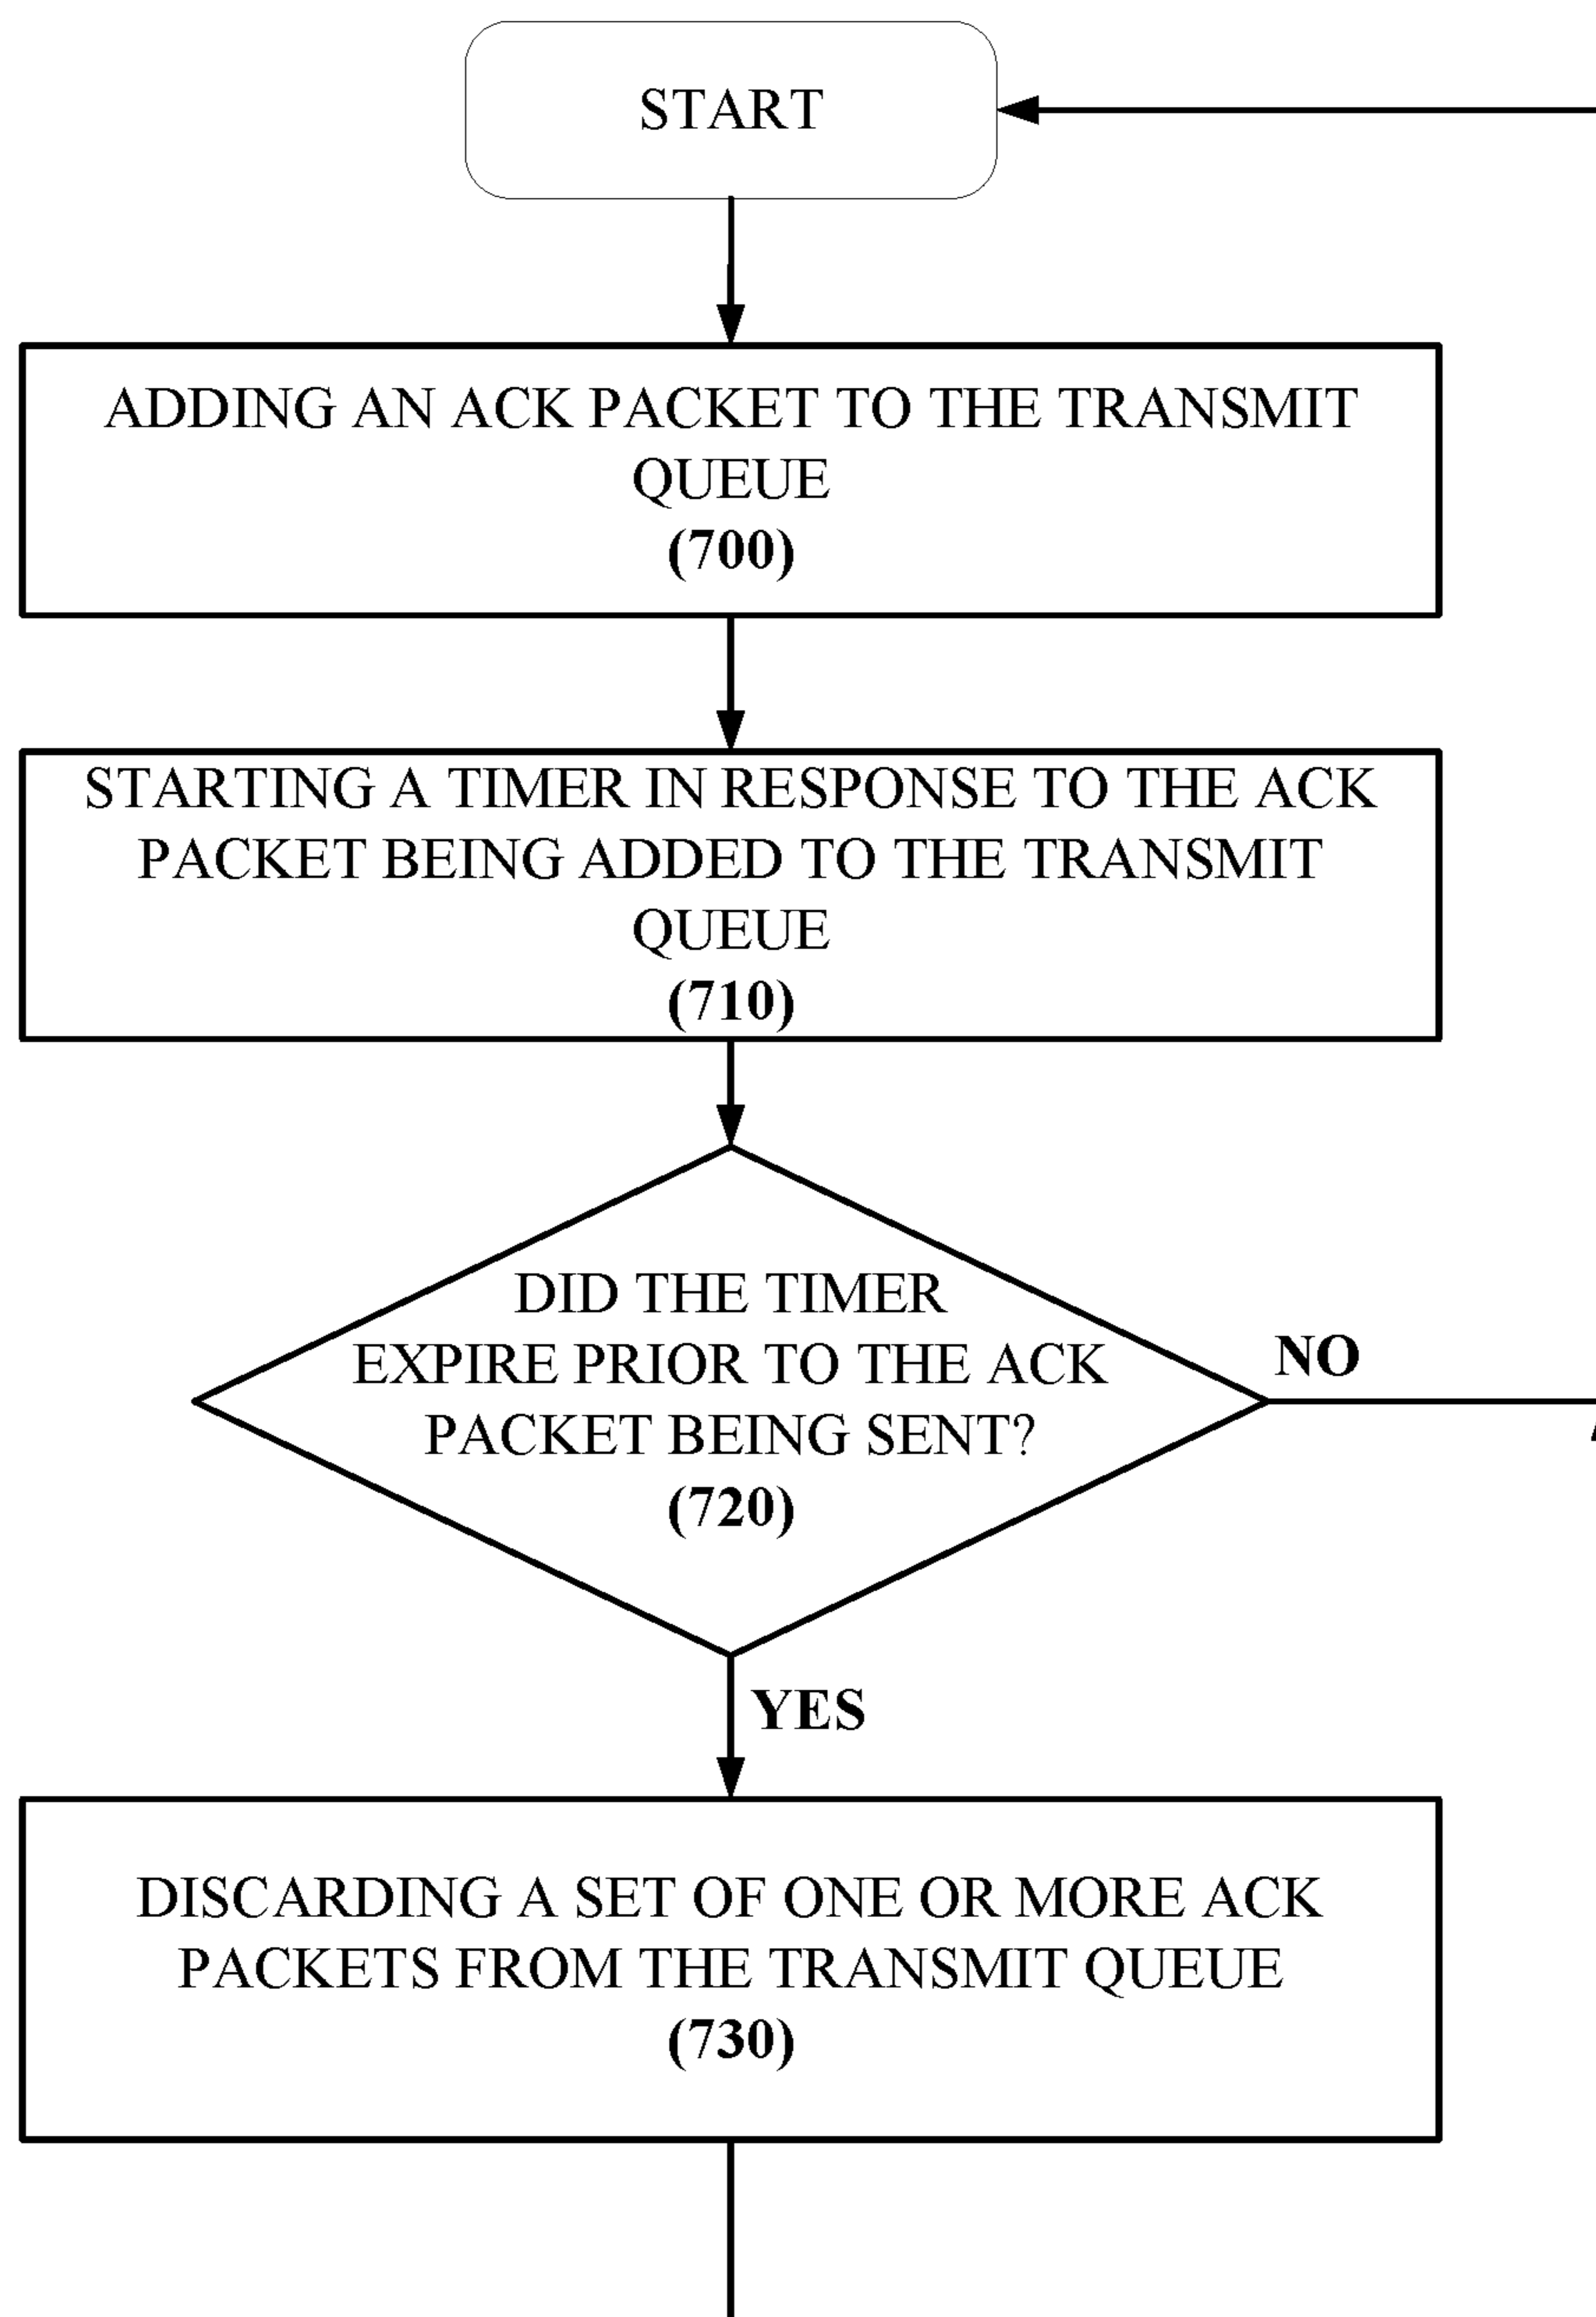 START
ADDING AN ACK PACKET TO THE TRANSMIT
QUEUE
(700)
STARTING A TIMER IN RESPONSE TO THE ACK
PACKET BEING ADDED TO THE TRANSMIT
QUEUE
(710)
DID THE TIMER
EXPIRE PRIOR TO THE ACK
PACKET BEING SENT?
(720)
NO
YES
DISCARDING A SET OF ONE OR MORE ACK
PACKETS FROM THE TRANSMIT QUEUE
(730)